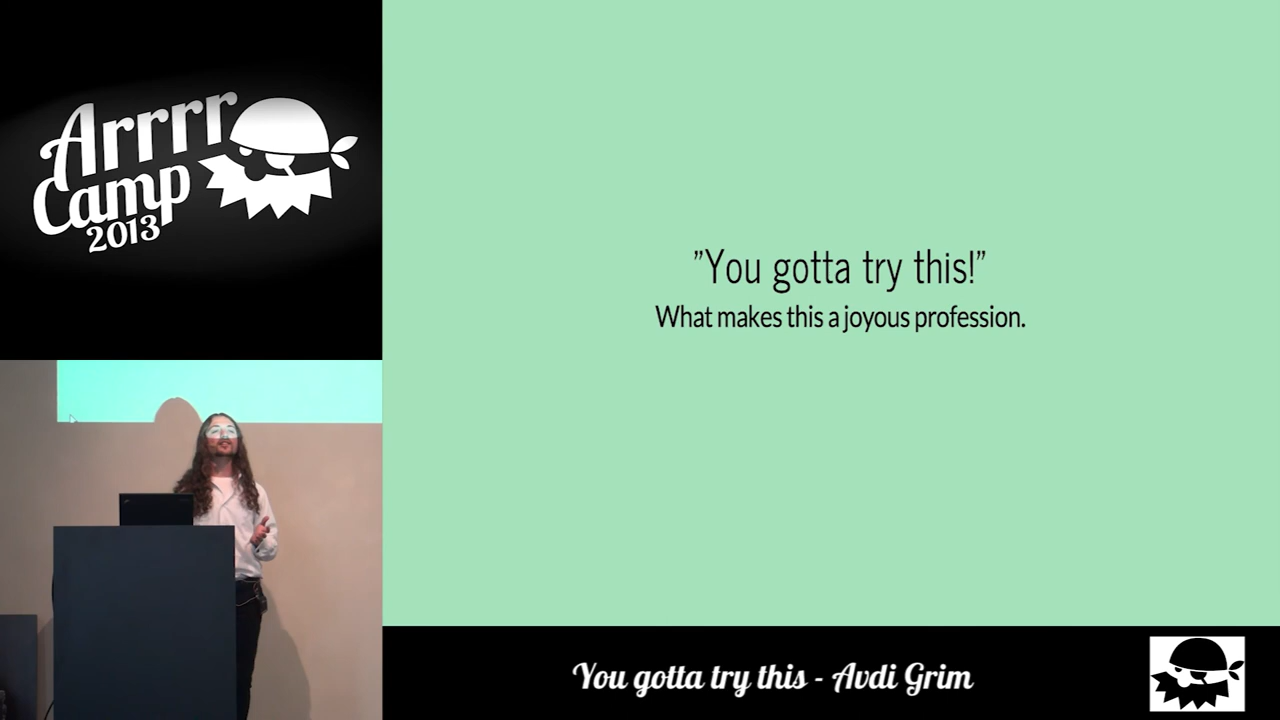 Arrrr
Camp
2013
"You gotta try this!"
What makes this a joyous profession.
You gotta try this - Avdi Grim